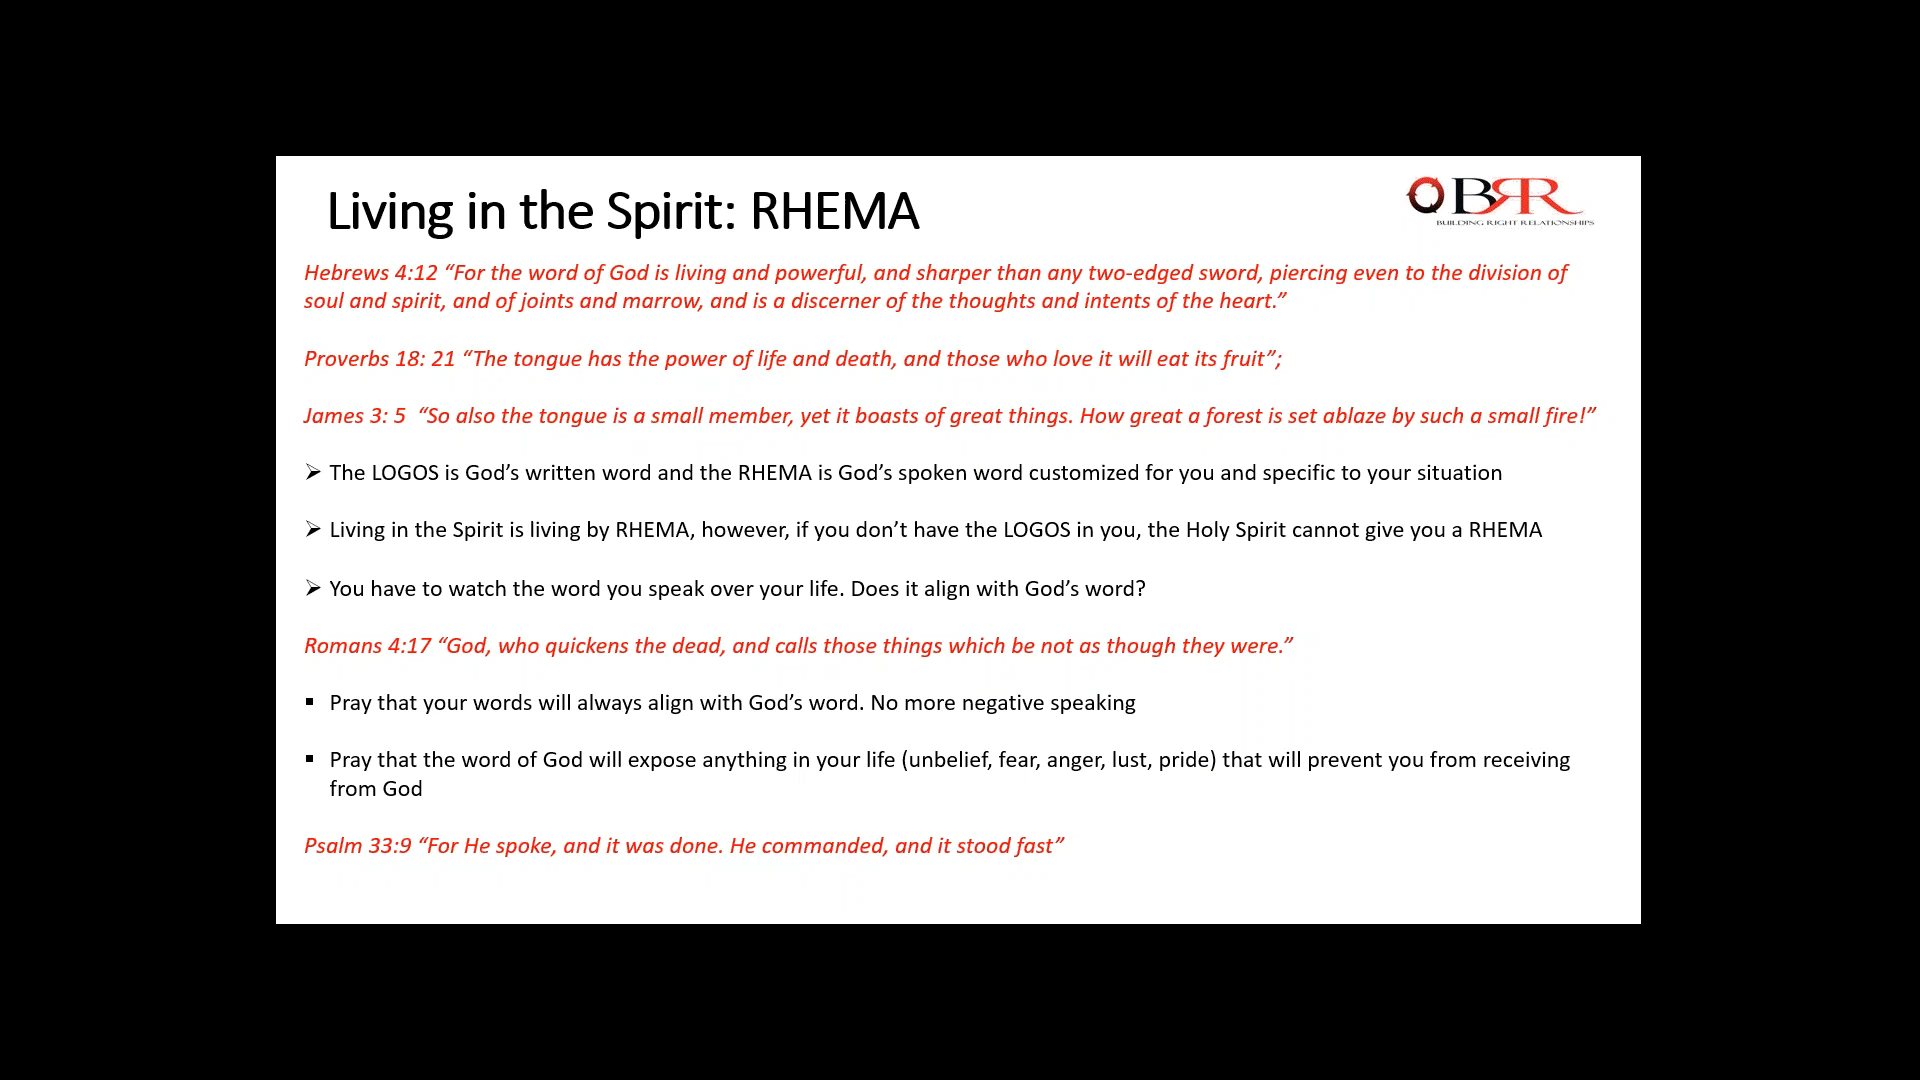 Living in the Spirit: RHEMA
BRR
BUILDING RIGHT RELATIONSHIPS
Hebrews 4:12 “For the word of God is living and powerful, and sharper than any two-edged sword, piercing even to the division of
soul and spirit, and of joints and marrow, and is a discerner of the thoughts and intents of the heart.”
Proverbs 18: 21 “The tongue has the power of life and death, and those who love it will eat its fruit”;
James 3: 5 “So also the tongue is a small member, yet it boasts of great things. How great a forest is set ablaze by such a small fire!”
➢ The LOGOS is God’s written word and the RHEMA is God’s spoken word customized for you and specific to your situation
➢ Living in the Spirit is living by RHEMA, however, if you don’t have the LOGOS in you, the Holy Spirit cannot give you a RHEMA
➢ You have to watch the word you speak over your life. Does it align with God’s word?
Romans 4:17 “God, who quickens the dead, and calls those things which be not as though they were.”
▪ Pray that your words will always align with God’s word. No more negative speaking
▪ Pray that the word of God will expose anything in your life (unbelief, fear, anger, lust, pride) that will prevent you from receiving
from God
Psalm 33:9 “For He spoke, and it was done. He commanded, and it stood fast”